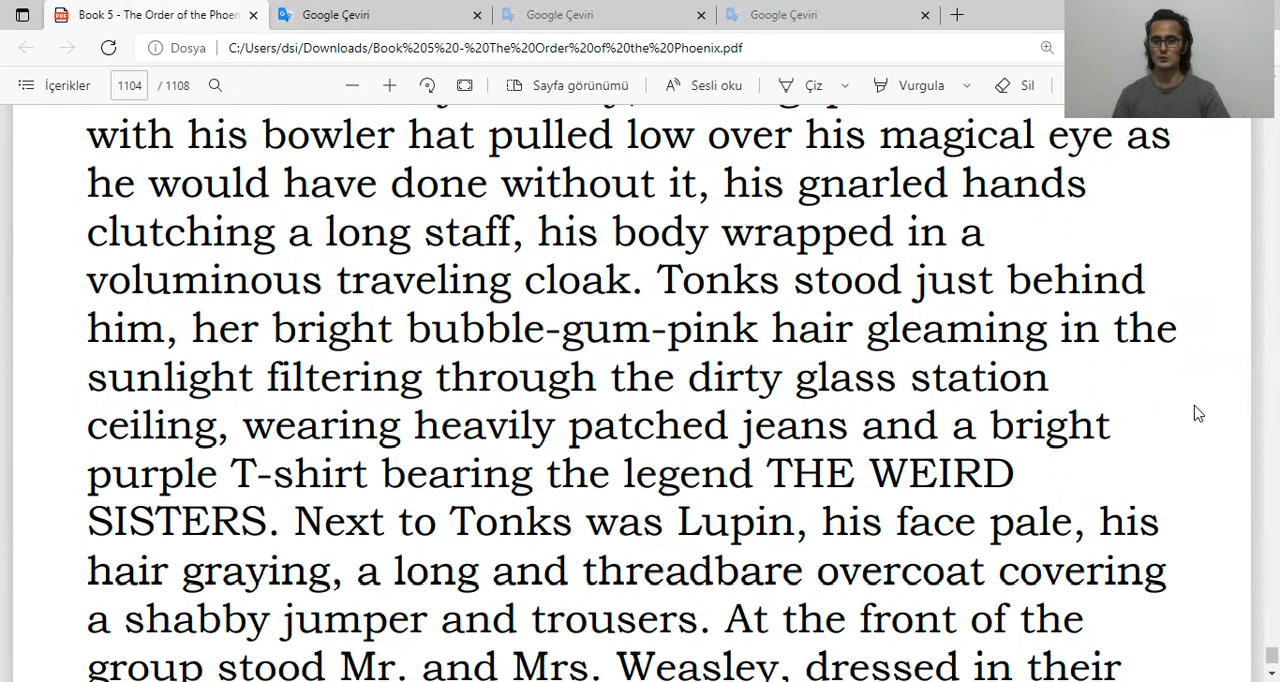 Book 5 - The Order of the Phoen
Google Çeviri
Google Çeviri
Google Çeviri
Dosya
C:/Users/dsi/Downloads/Book%205%20-%20The%20Order%20of%20the%20Phoenix.pdf
İçerikler
1104 / 1108
Sayfa görünümü
Sesli oku
Çiz
Vurgula
Sil
with his bowler hat pulled low over his magical eye as
he would have done without it, his gnarled hands
clutching a long staff, his body wrapped in a
voluminous traveling cloak. Tonks stood just behind
him, her bright bubble-gum-pink hair gleaming in the
sunlight filtering through the dirty glass station
ceiling, wearing heavily patched jeans and a bright
purple T-shirt bearing the legend THE WEIRD
SISTERS. Next to Tonks was Lupin, his face pale, his
hair graying, a long and threadbare overcoat covering
a shabby jumper and trousers. At the front of the
group stood Mr. and Mrs. Weasley, dressed in their